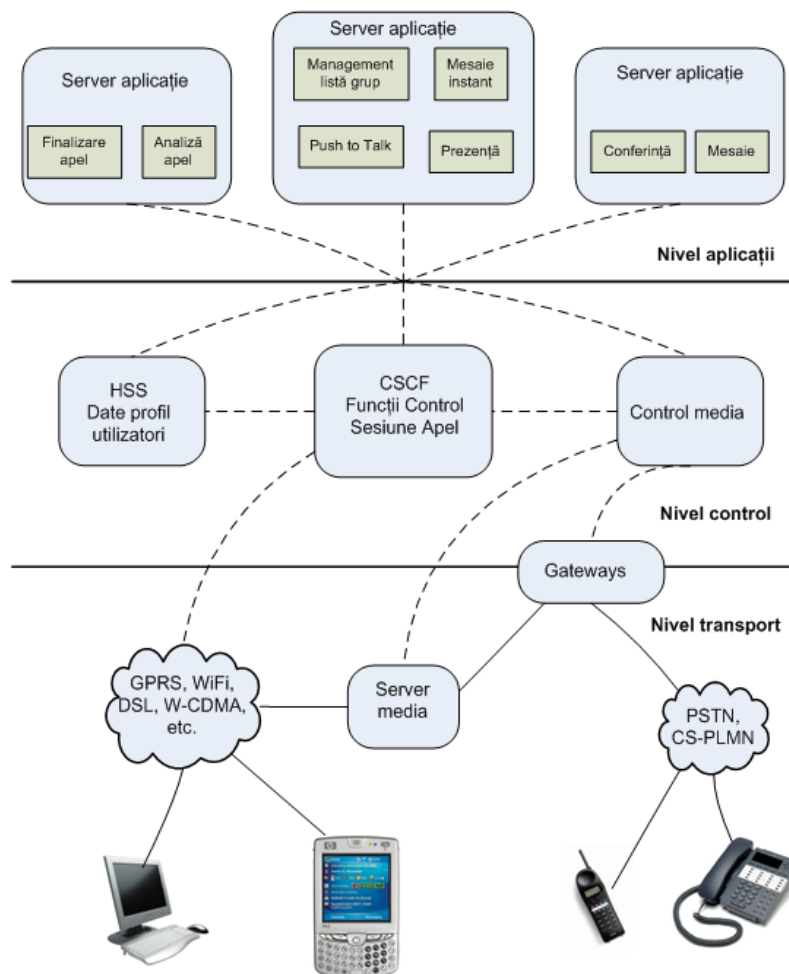 Server aplicație
Server aplicație
Server aplicație
Management
listă grup
Mesaie
instant
Finalizare
apel
Analiză
apel
Push to Talk
Prezență
Conferință
Mesaie
Nivel aplicații
HSS
Date profil
utilizatori
CSCF
Funcții Control
Sesiune Apel
Control media
Nivel control
Gateways
Nivel transport
GPRS, WiFi,
DSL, W-CDMA,
etc.
Server
media
PSTN,
CS-PLMN